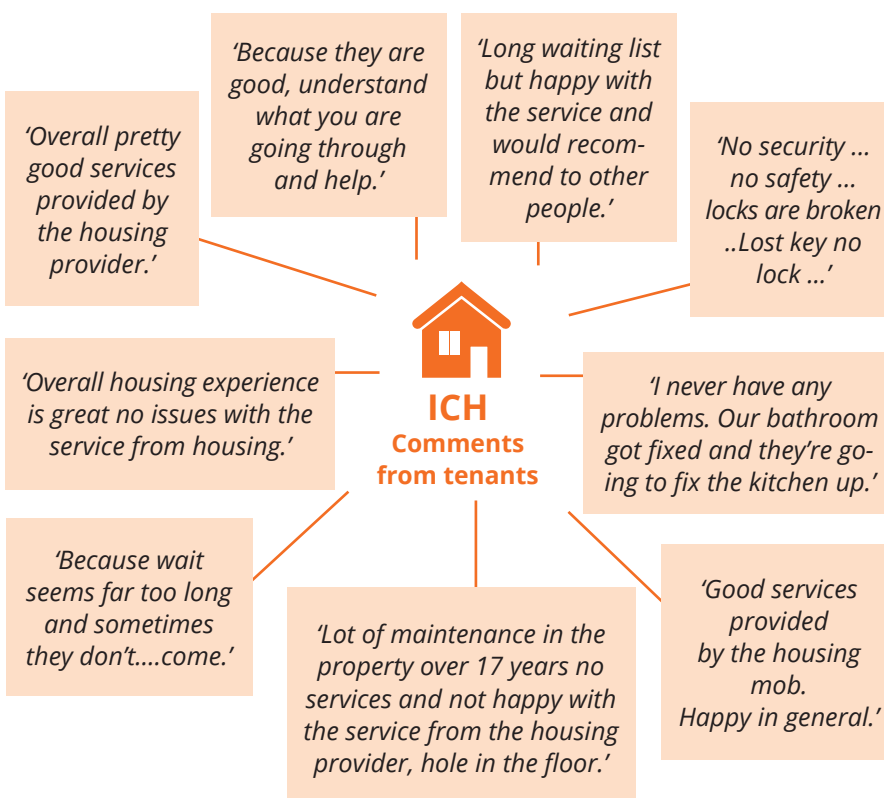 ‘Overall pretty
good services
provided by
the housing
provider.’
‘Because they are
good, understand
what you are
going through
and help.’
‘Long waiting list
but happy with
the service and
would recom-
mend to other
people.’
‘No security ...
no safety ...
locks are broken
..Lost key no
lock ...’
‘Overall housing experience
is great no issues with the
service from housing.’
ICH
Comments
from tenants
‘I never have any
problems. Our bathroom
got fixed and they’re go-
ing to fix the kitchen up.’
‘Because wait
seems far too long
and sometimes
they don’t....come.’
‘Lot of maintenance in the
property over 17 years no
services and not happy with
the service from the housing
provider, hole in the floor.’
‘Good services
provided
by the housing
mob.
Happy in general.’